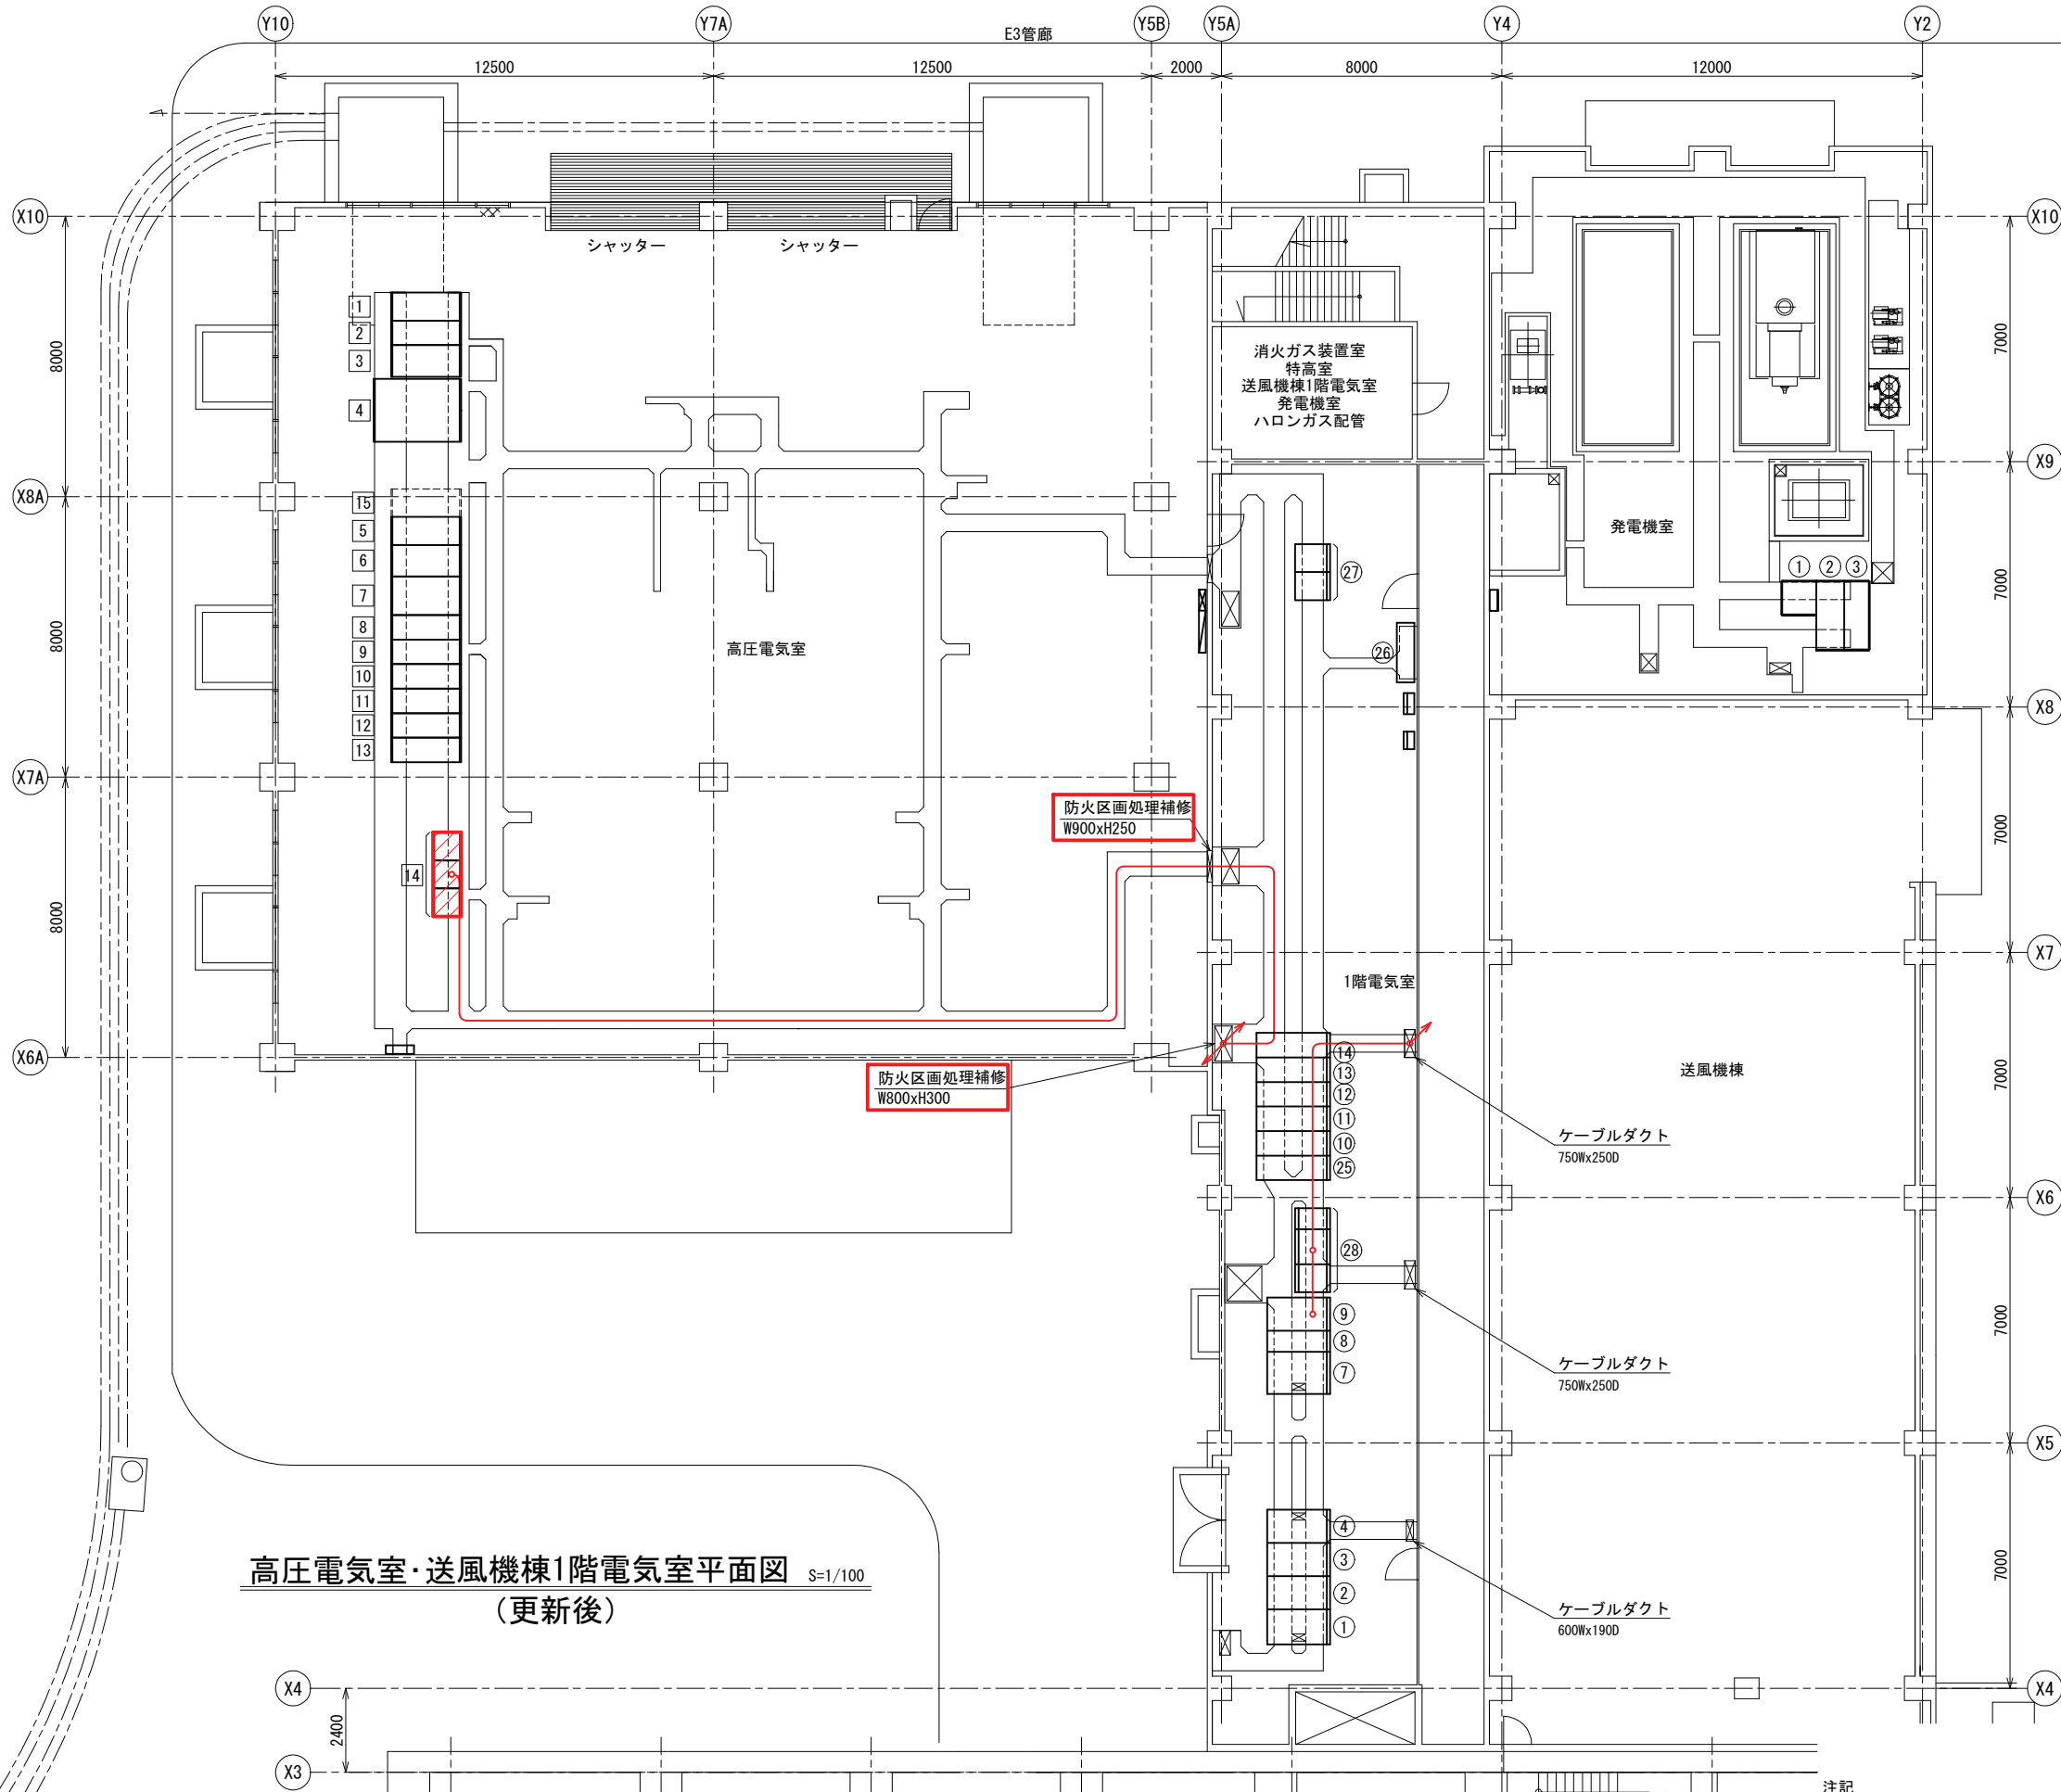 Y10
Y7A
Y5B
Y5A
Y4
Y2
E3管廊
12500
12500
2000
8000
12000
X10
X10
シャッター
シャッター
1
2
3
4
8000
7000
消火ガス装置室
特高室
送風機棟1階電気室
発電機室
ハロンガス配管
X9
X8A
15
5
6
7
8
9
10
11
12
13
8000
高圧電気室
27
26
発電機室
1
2
3
7000
X8
X7A
防火区画処理補修
W900xH250
14
8000
7000
X7
1階電気室
X6A
防火区画処理補修
W800xH300
14
13
12
11
10
25
送風機棟
7000
ケーブルダクト
750Wx250D
X6
28
9
8
7
7000
ケーブルダクト
750Wx250D
X5
4
3
2
1
7000
ケーブルダクト
600Wx190D
高圧電気室・送風機棟1階電気室平面図 S=1/100
(更新後)
X4
X4
2400
X3
注記